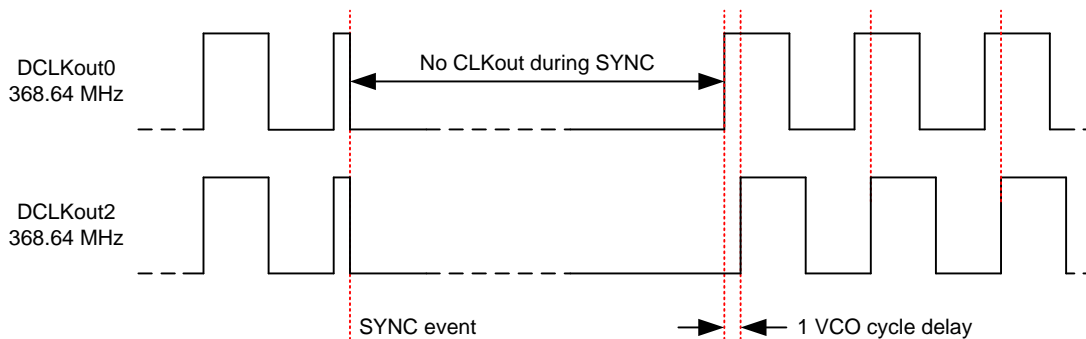 DCLKout0
368.64 MHz
No CLKout during SYNC
DCLKout2
368.64 MHz
SYNC event
1 VCO cycle delay